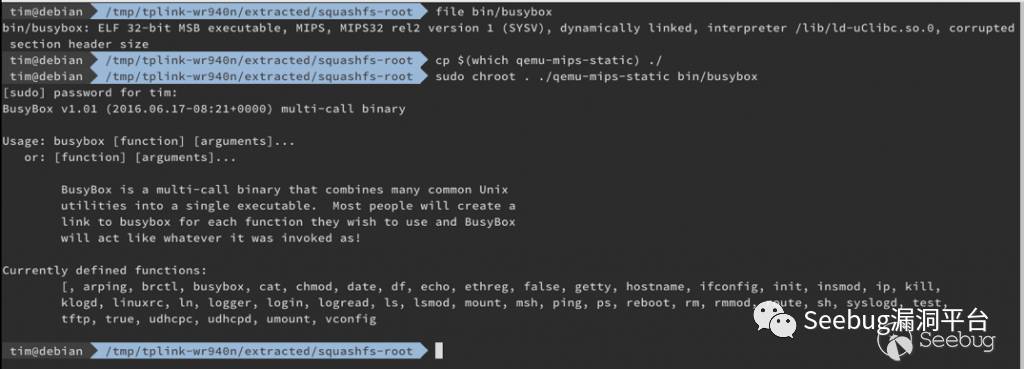 tim@debian /tmp/tplink-wr940n/extracted/squashfs-root file bin/busybox
bin/busybox: ELF 32-bit MSB executable, MIPS, MIPS32 rel2 version 1 (SYSV), dynamically linked, interpreter /lib/ld-uClibc.so.0, corrupted
section header size
tim@debian /tmp/tplink-wr940n/extracted/squashfs-root cp $(which qemu-mips-static) ./
tim@debian /tmp/tplink-wr940n/extracted/squashfs-root sudo chroot . ./qemu-mips-static bin/busybox
[sudo] password for tim:
BusyBox v1.01 (2016.06.17-08:21+0000) multi-call binary
Usage: busybox [function] [arguments]...
or: [function] [arguments]...
BusyBox is a multi-call binary that combines many common Unix
utilities into a single executable.  Most people will create a
link to busybox for each function they wish to use and BusyBox
will act like whatever it was invoked as!
Currently defined functions:
[, arping, brctl, busybox, cat, chmod, date, df, echo, ethreg, false, getty, hostname, ifconfig, init, insmod, ip, kill,
klogd, linuxrc, ln, logger, login, logread, ls, lsmod, mount, msh, ping, ps, reboot, rm, rmmod, route, sh, syslogd, test,
tftp, true, udhcpc, udhcpd, umount, vconfig
Seebug漏洞平台
Seebug
tim@debian /tmp/tplink-wr940n/extracted/squashfs-root